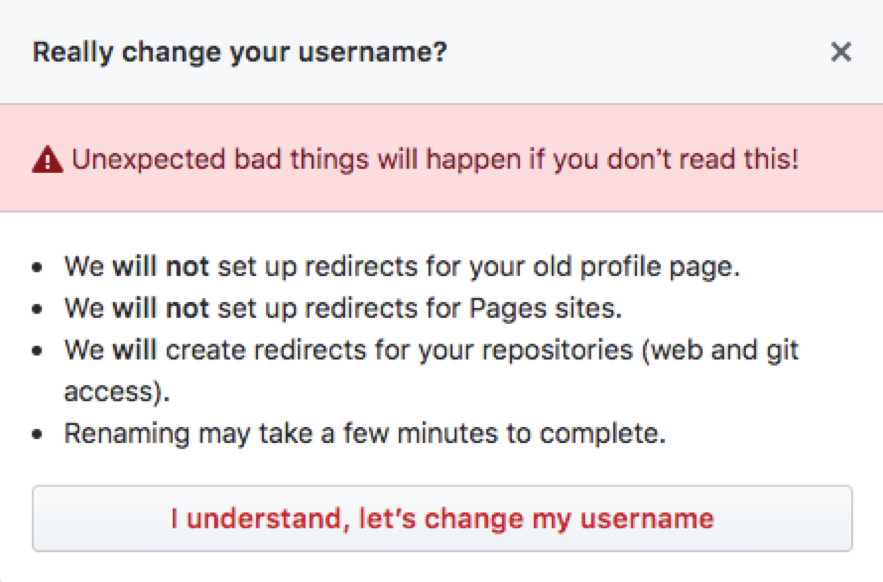 Really change your username?
Unexpected bad things will happen if you don’t read this!
We will not set up redirects for your old profile page.
We will not set up redirects for Pages sites.
We will create redirects for your repositories (web and git
access).
Renaming may take a few minutes to complete.
I understand, let’s change my username